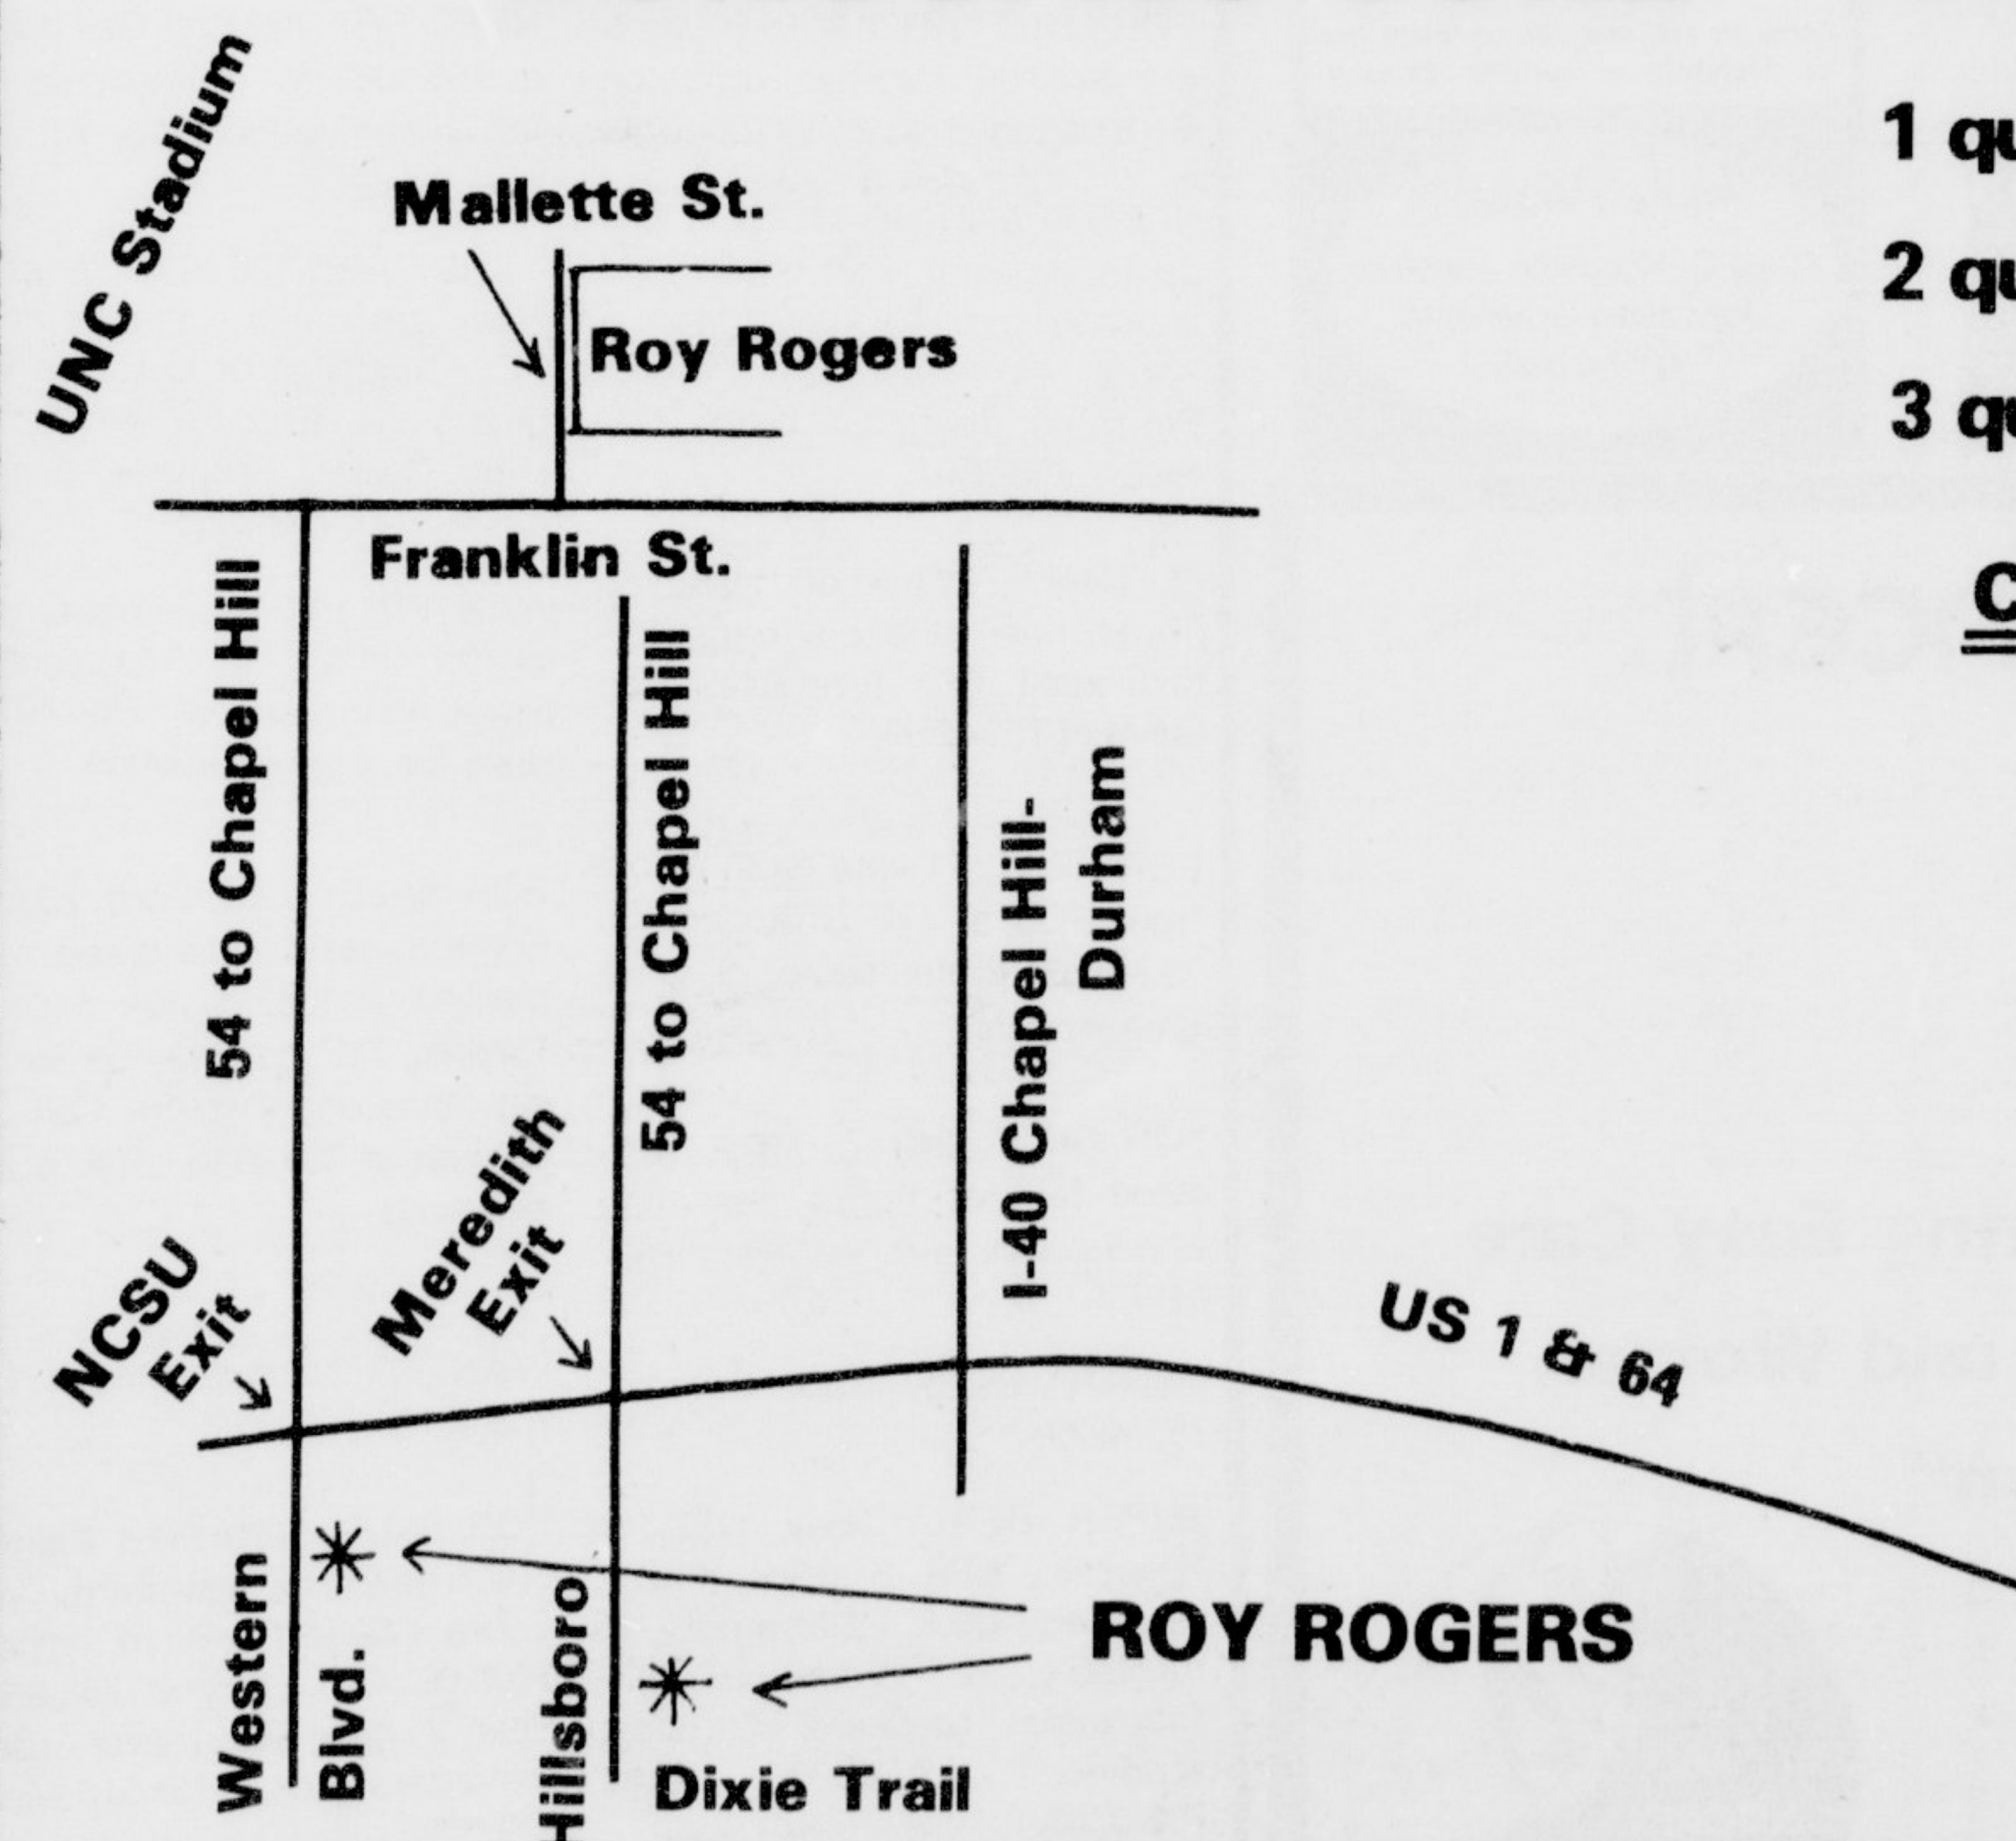 UNC Stadium
Mallette St.
Roy Rogers
Franklin St.
54 to Chapel Hill
54 to Chapel Hill
I-40 Chapel Hill-
Durham
NCSU
Exit
Meredith
Exit
US 1 & 64
Western
Blvd.
Hillsboro
ROY ROGERS
Dixie Trail
1 qu
2 qu
3 qu
C